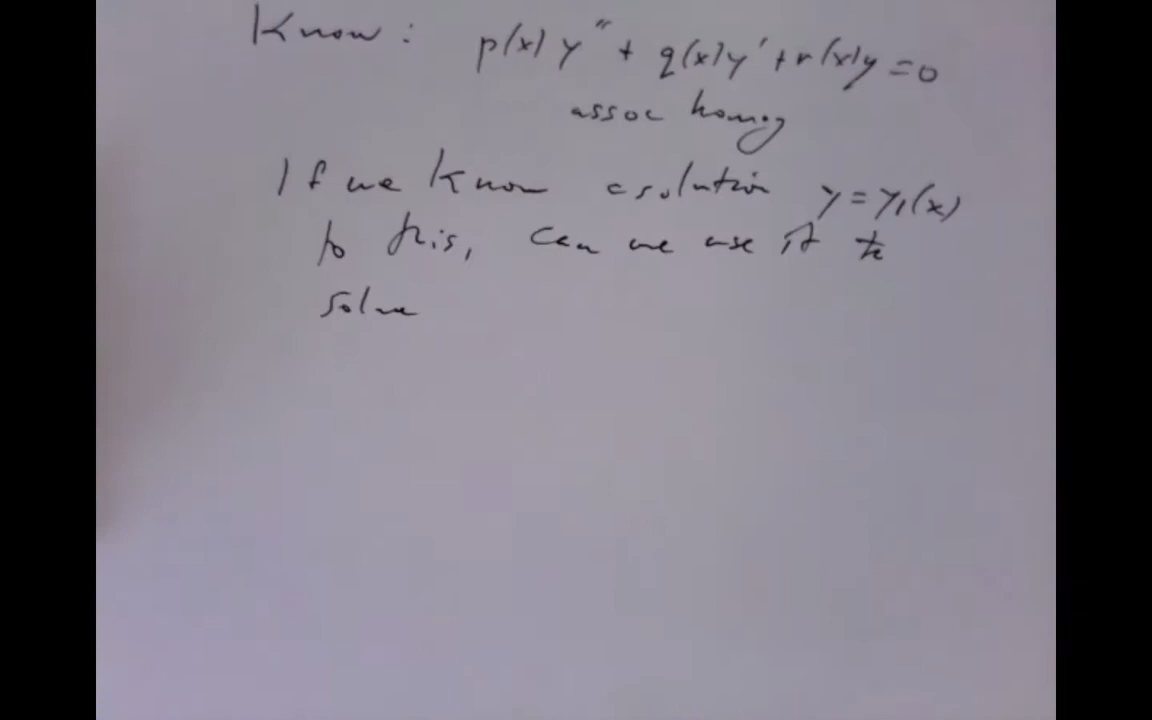 Know: p(x) y" + q(x)y' + r(x)y = 0
assoc homog
If we know a solution y = y₁(x)
to this, can we use it to
solve